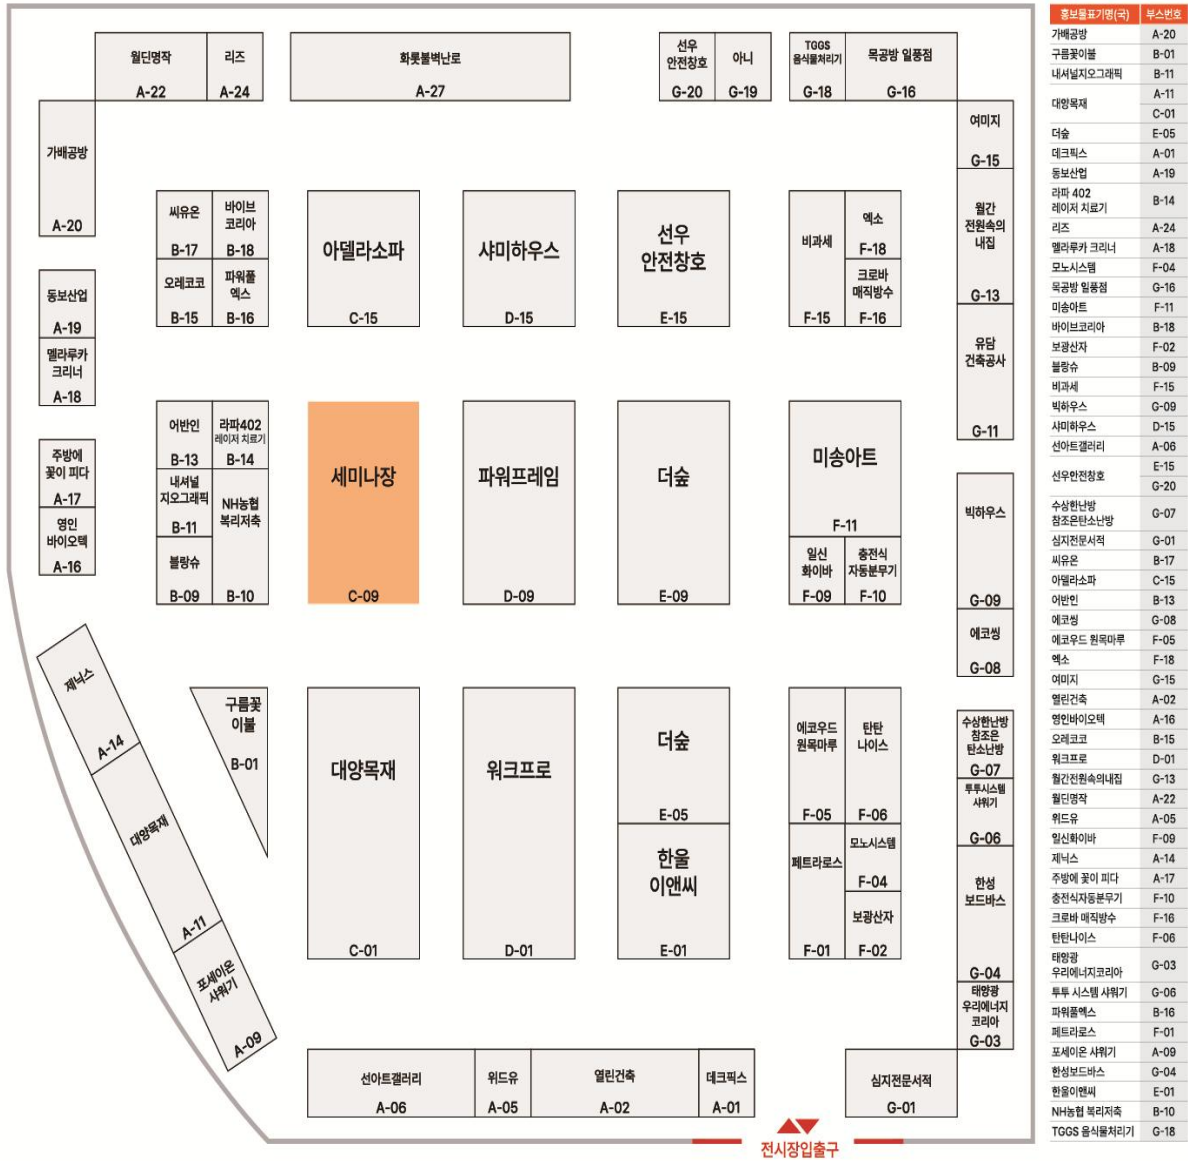 월딘명작
A-22
리즈
A-24
화롯불벽난로
A-27
선우
안전창호
G-20
아니
G-19
TGGS
음식물처리기
G-18
목공방 일풍점
G-16
가배공방
A-20
여미지
G-15
씨유온
B-17
바이브
코리아
B-18
오레코코
B-15
파워풀
엑스
B-16
아델라소파
C-15
샤미하우스
D-15
선우
안전창호
E-15
비과세
F-15
엑소
F-18
크로바
매직방수
F-16
월간
전원속의
내집
G-13
동보산업
A-19
멜라루카
크리너
A-18
유담
건축공사
G-11
주방에
꽃이 피다
A-17
영인
바이오텍
A-16
어반인
B-13
라파402
레이저 치료기
B-14
내셔널
지오그래픽
B-11
NH농협
복리저축
B-10
블랑슈
B-09
세미나장
C-09
파워프레임
D-09
더숲
E-09
미송아트
F-11
일신
화이바
F-09
충전식
자동분무기
F-10
빅하우스
G-09
에코씽
G-08
제닉스
A-14
대양목재
A-11
포세이온
샤워기
A-09
구름꽃
이불
B-01
대양목재
C-01
워크프로
D-01
더숲
E-05
한울
이앤씨
E-01
에코우드
원목마루
F-05
탄탄
나이스
F-06
페트라로스
F-01
모노시스템
F-04
보광산자
F-02
수상한난방
참조은
탄소난방
G-07
투투시스템
샤워기
G-06
한성
보드바스
G-04
태양광
우리에너지
코리아
G-03
선아트갤러리
A-06
위드유
A-05
열린건축
A-02
데크픽스
A-01
심지전문서적
G-01
전시장입출구
홍보물표기명(국) 부스번호
가배공방 A-20
구름꽃이불 B-01
내셔널지오그래픽 B-11
대양목재 A-11
C-01
더숲 E-05
데크픽스 A-01
동보산업 A-19
라파 402
레이저 치료기 B-14
리즈 A-24
멜라루카 크리너 A-18
모노시스템 F-04
목공방 일풍점 G-16
미송아트 F-11
바이브코리아 B-18
보광산자 F-02
블랑슈 B-09
비과세 F-15
빅하우스 G-09
샤미하우스 D-15
선아트갤러리 A-06
선우안전창호 E-15
G-20
수상한난방
참조은탄소난방 G-07
심지전문서적 G-01
씨유온 B-17
아델라소파 C-15
어반인 B-13
에코씽 G-08
에코우드 원목마루 F-05
엑소 F-18
여미지 G-15
열린건축 A-02
영인바이오텍 A-16
오레코코 B-15
워크프로 D-01
월간전원속의내집 G-13
월딘명작 A-22
위드유 A-05
일신화이바 F-09
제닉스 A-14
주방에 꽃이 피다 A-17
충전식자동분무기 F-10
크로바 매직방수 F-16
탄탄나이스 F-06
태양광
우리에너지코리아 G-03
투투 시스템 샤워기 G-06
파워풀엑스 B-16
페트라로스 F-01
포세이온 샤워기 A-09
한성보드바스 G-04
한울이앤씨 E-01
NH농협 복리저축 B-10
TGGS 음식물처리기 G-18